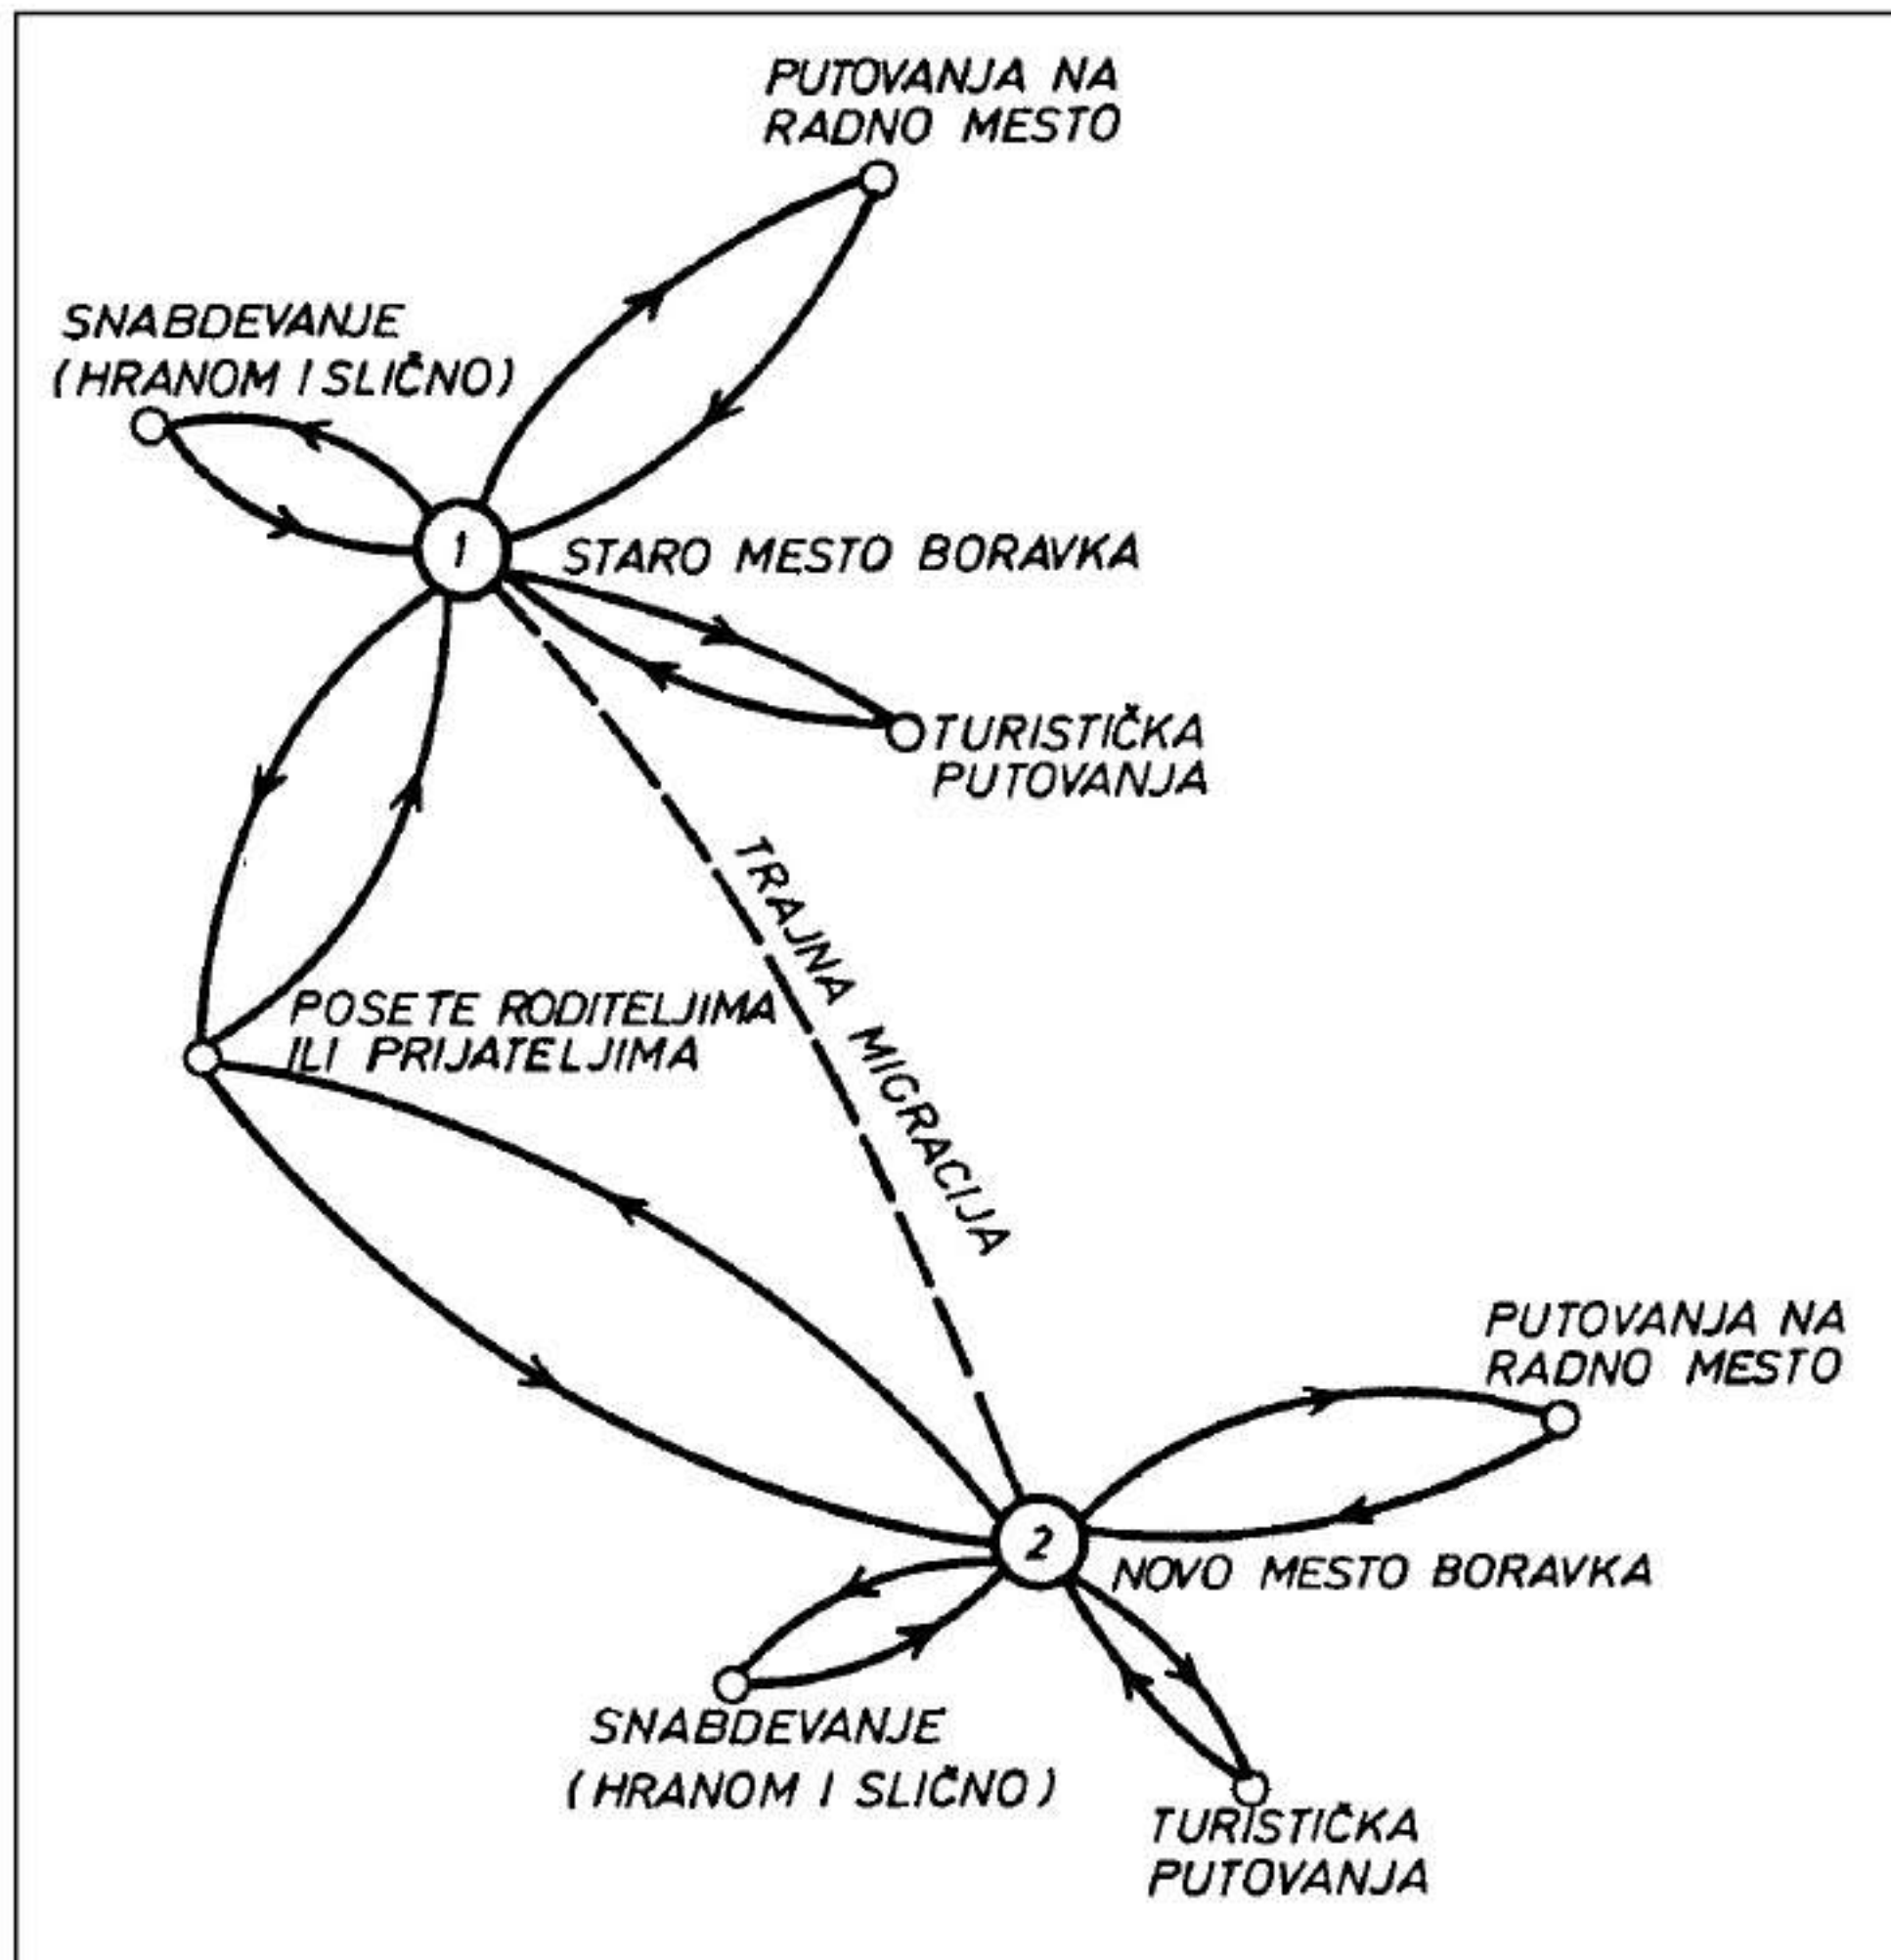 PUTOVANJA NA
RADNO MESTO
SNABDEVANJE
(HRANOM I SLIČNO)
1
STARO MESTO BORAVKA
TURISTIČKA
PUTOVANJA
TRAJNA MIGRACIJA
POSETE RODITELJIMA
ILI PRIJATELJIMA
PUTOVANJA NA
RADNO MESTO
2
NOVO MESTO BORAVKA
SNABDEVANJE
(HRANOM I SLIČNO)
TURISTIČKA
PUTOVANJA